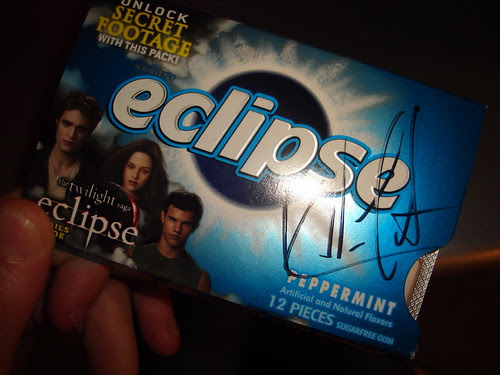 UNLOCK
SECRET
FOOTAGE
WITH THIS PACK!
eclipse
the twilight saga
eclipse
PEPPERMINT
Artificial and Natural Flavors
12 PIECES SUGARFREE GUM